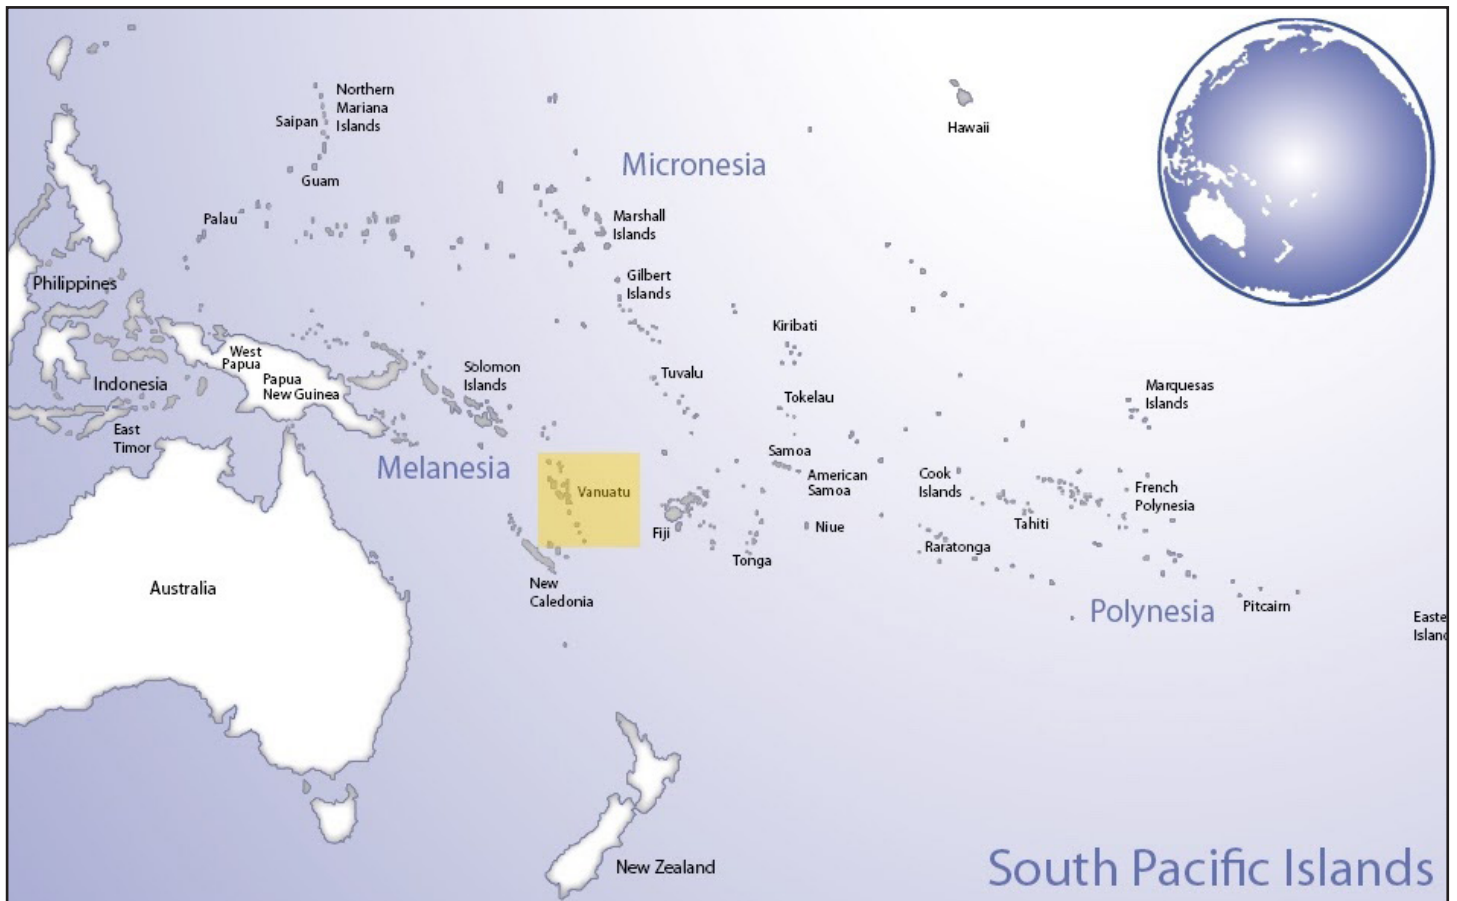 Northern
Mariana
Islands
Saipan
Guam
Hawaii
Micronesia
Palau
Marshall
Islands
Gilbert
Islands
Philippines
Kiribati
West
Papua
Papua
New Guinea
Solomon
Islands
Tuvalu
Indonesia
Marquesas
Islands
Tokelau
East
Timor
Melanesia
Samoa
American
Samoa
Cook
Islands
Vanuatu
French
Polynesia
Fiji
Niue
Tahiti
Tonga
Raratonga
Australia
New
Caledonia
Polynesia
Pitcairn
Easte
Islan
New Zealand
South Pacific Islands